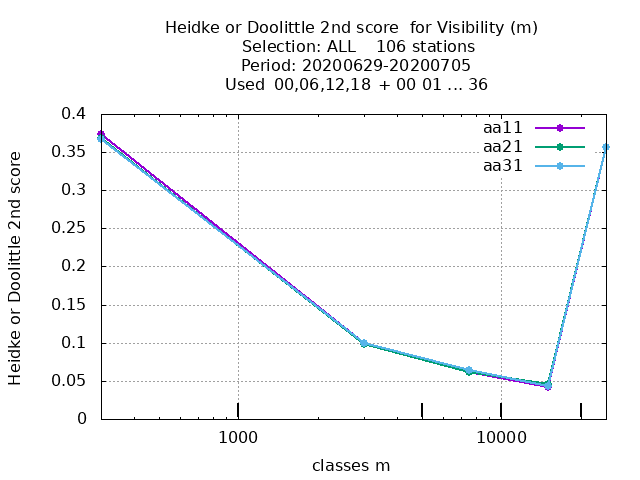 Heidke or Doolittle 2nd score  for Visibility (m)
Selection: ALL    106 stations
Period: 20200629-20200705
Used  00,06,12,18 + 00 01 ... 36
aa11
aa21
aa31
Heidke or Doolittle 2nd score
0.4
0.35
0.3
0.25
0.2
0.15
0.1
0.05
0
1000
10000
classes m